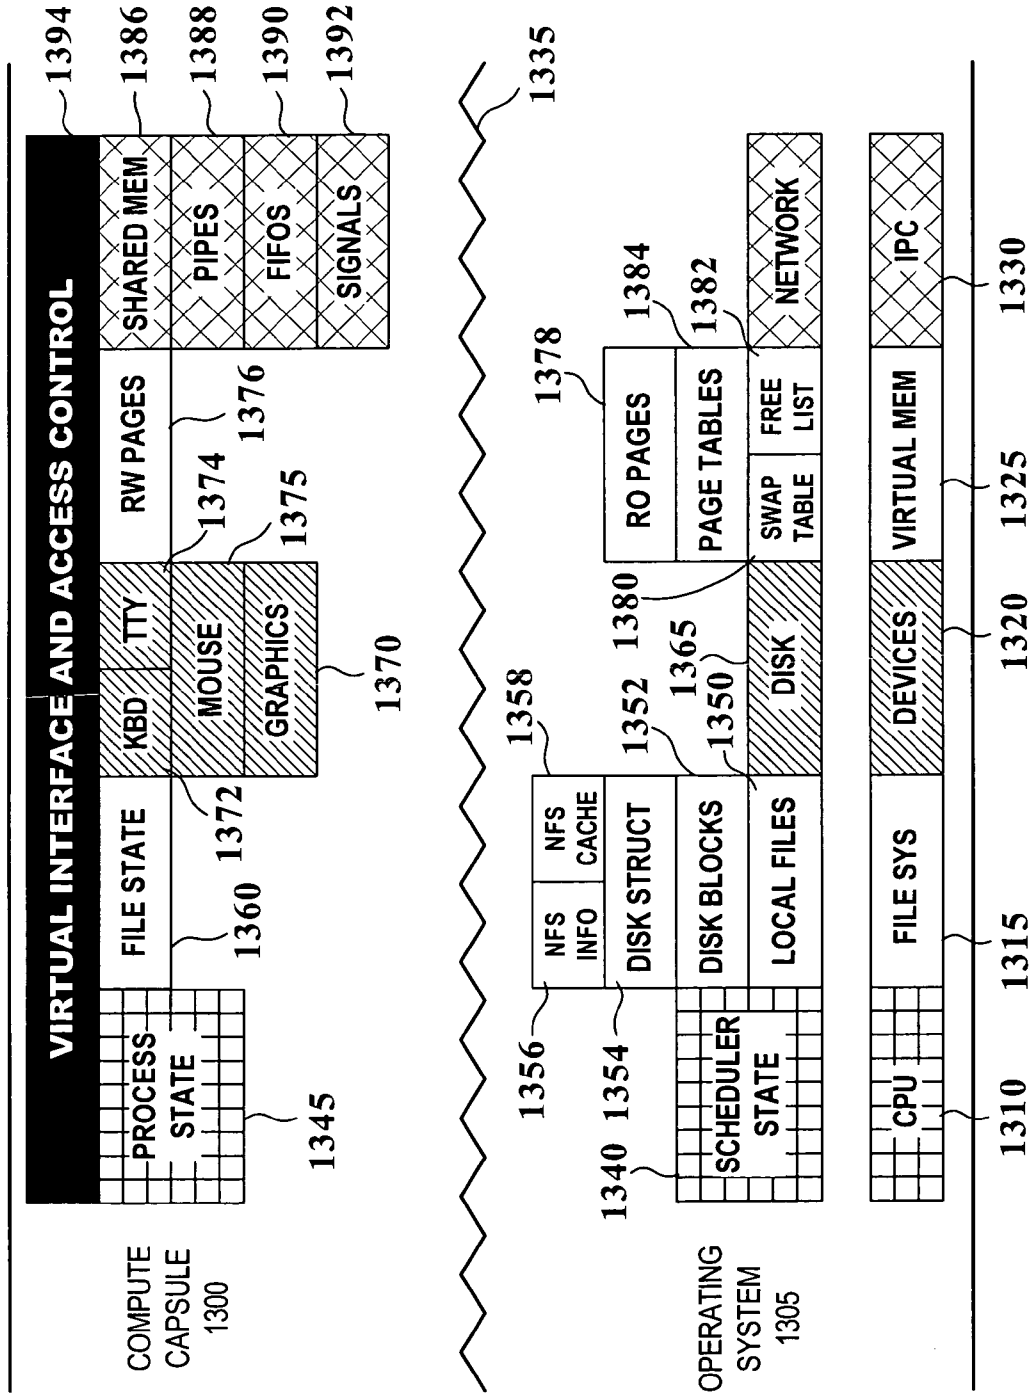 VIRTUAL INTERFACE AND ACCESS CONTROL
1394
COMPUTE
CAPSULE
1300
PROCESS
STATE
1345
FILE STATE
1360
KBD
TTY
1372
1374
MOUSE
1375
GRAPHICS
1370
RW PAGES
1376
SHARED MEM
1386
PIPES
1388
FIFOS
1390
SIGNALS
1392
1335
OPERATING
SYSTEM
1305
SCHEDULER
STATE
1340
NFS
INFO
1356
NFS
CACHE
1358
DISK STRUCT
1354
DISK BLOCKS
1352
LOCAL FILES
1350
DISK
1365
RO PAGES
1378
PAGE TABLES
1384
SWAP
TABLE
1380
FREE
LIST
1382
NETWORK
CPU
1310
FILE SYS
1315
DEVICES
1320
VIRTUAL MEM
1325
IPC
1330